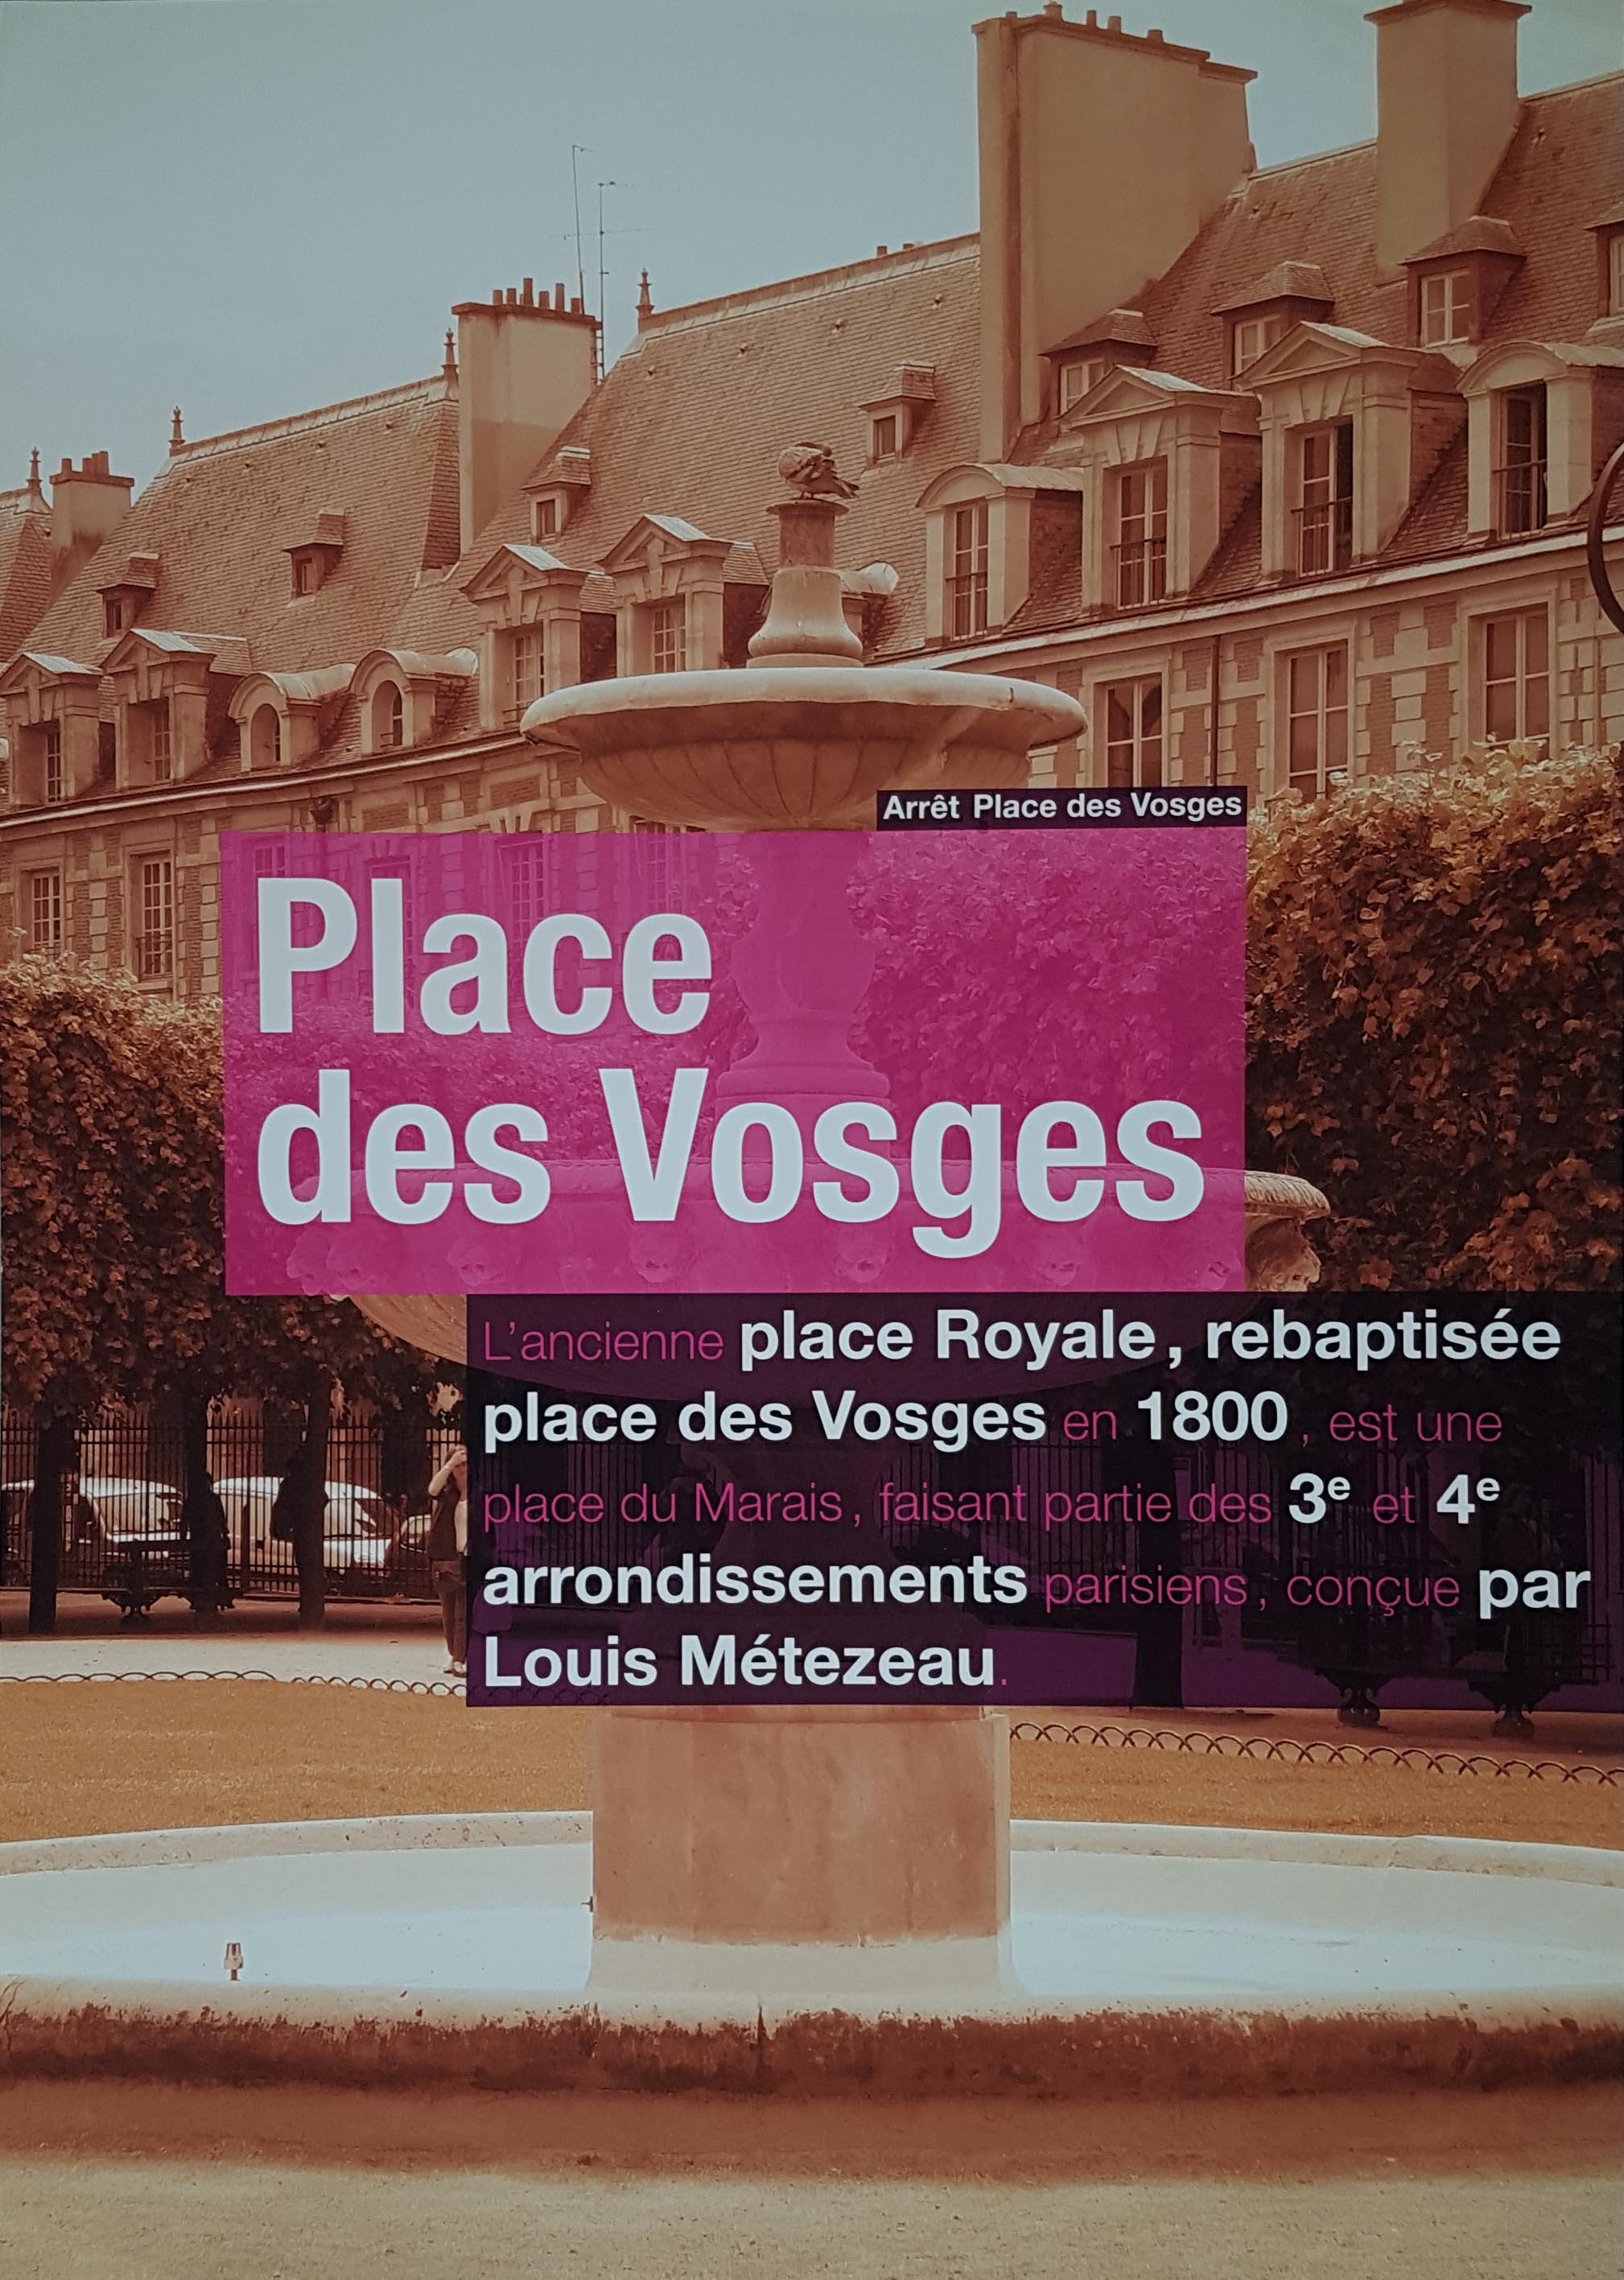 Arrêt Place des Vosges
Place
des Vosges
L'ancienne place Royale, rebaptisée
place des Vosges en 1800, est une
place du Marais, faisant partie des 3e et 4e
arrondissements parisiens, conçue par
Louis Métezeau.